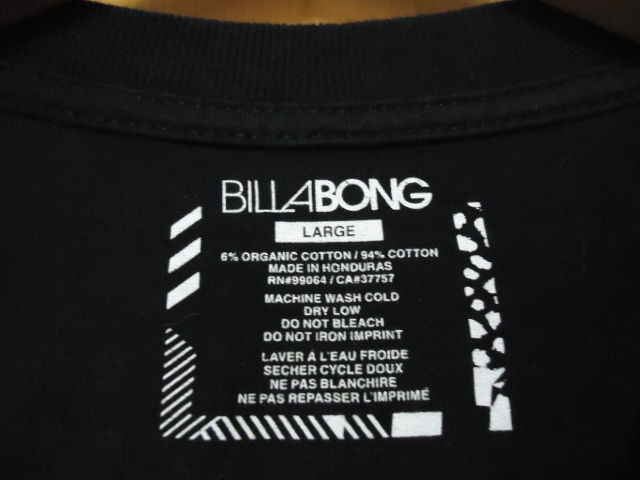 BILLABONG
LARGE
6% ORGANIC COTTON / 94% COTTON
MADE IN HONDURAS
RN#99064 / CA#37757
MACHINE WASH COLD
DRY LOW
DO NOT BLEACH
DO NOT IRON IMPRINT
LAVER À L'EAU FROIDE
SECHER CYCLE DOUX
NE PAS BLANCHIRE
NE PAS REPASSER L'IMPRIMÉ